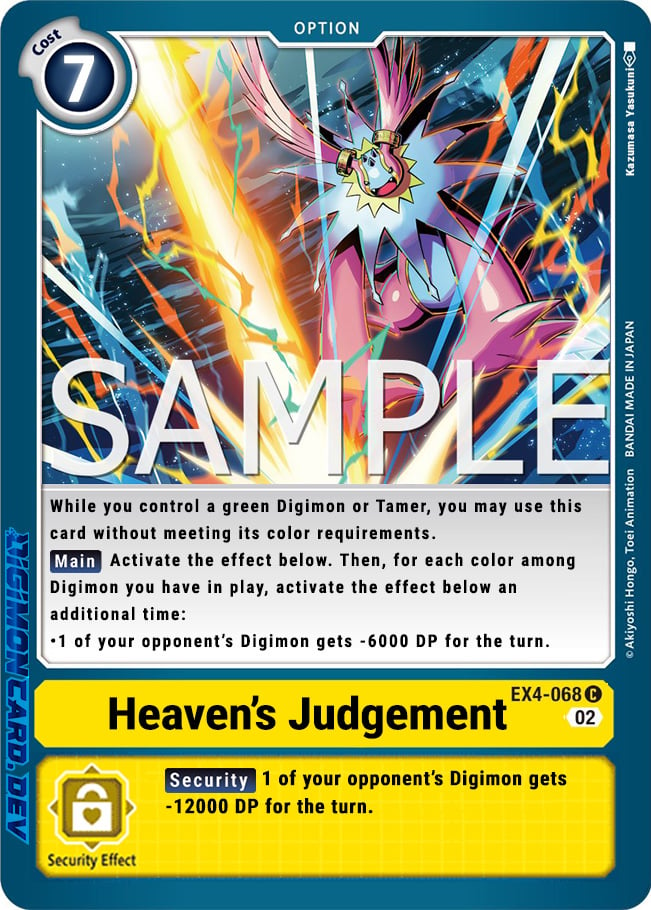 OPTION
Cost
7
Kazumasa Yasukuni
SAMPLE
© Akiyoshi Hongo, Toei Animation BANDAI MADE IN JAPAN
While you control a green Digimon or Tamer, you may use this
card without meeting its color requirements.
Main Activate the effect below. Then, for each color among
Digimon you have in play, activate the effect below an
additional time:
•1 of your opponent's Digimon gets -6000 DP for the turn.
DIGIMON CARD.DEV
EX4-068 C
Heaven's Judgement
02
Security 1 of your opponent's Digimon gets
-12000 DP for the turn.
Security Effect